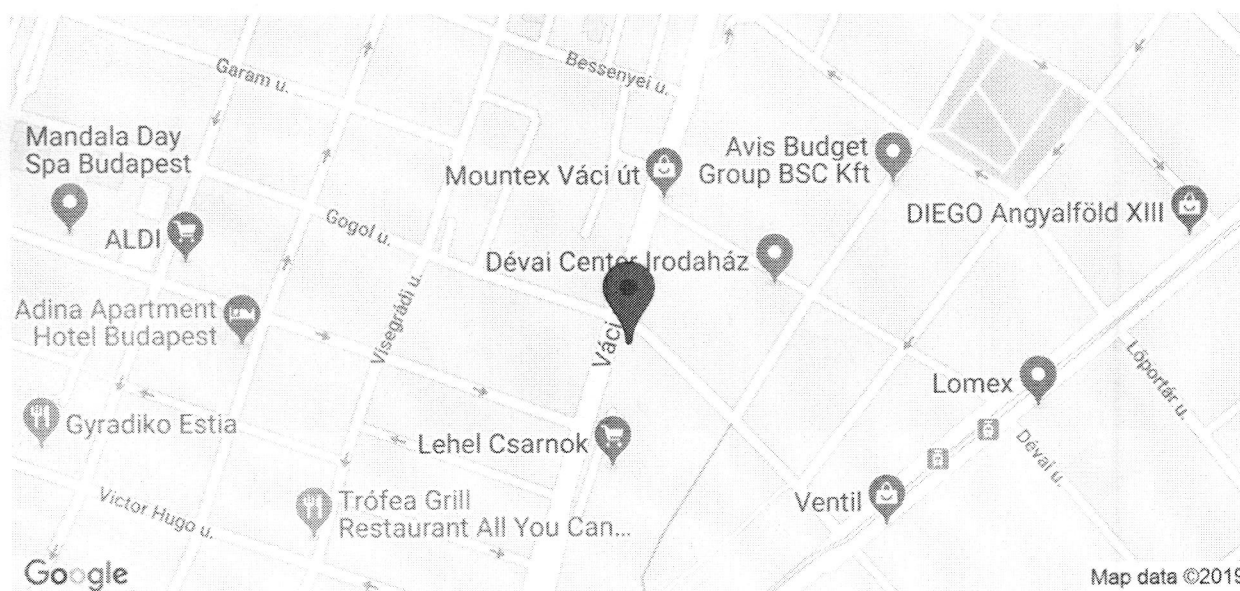 Garam u.
Bessenyei u.
Mandala Day
Spa Budapest
Mountex Váci út
Avis Budget
Group BSC Kft
DIEGO Angyalföld XIII
ALDI
Gogol u.
Dévai Center Irodaház
Adina Apartment
Hotel Budapest
Visegrádi u.
Váci
Lőportár u.
Lomex
Gyradiko Estia
Lehel Csarnok
Dévai u.
Victor Hugo u.
Trófea Grill
Restaurant All You Can...
Ventil
Google
Map data ©2019